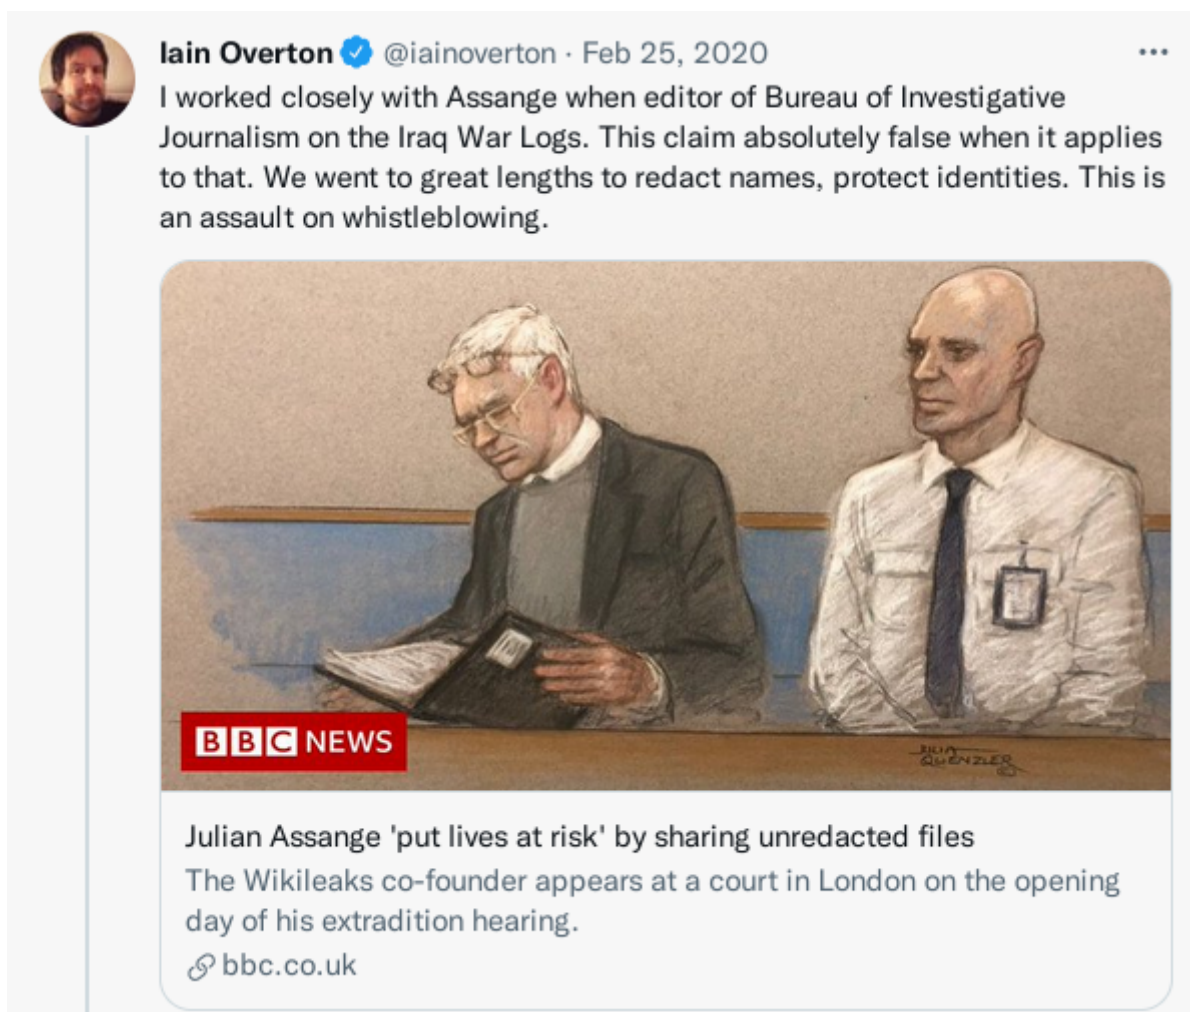 Iain Overton @iainoverton · Feb 25, 2020
I worked closely with Assange when editor of Bureau of Investigative
Journalism on the Iraq War Logs. This claim absolutely false when it applies
to that. We went to great lengths to redact names, protect identities. This is
an assault on whistleblowing.
BBC NEWS
JULIA
QUENZLER
©
Julian Assange 'put lives at risk' by sharing unredacted files
The Wikileaks co-founder appears at a court in London on the opening
day of his extradition hearing.
bbc.co.uk